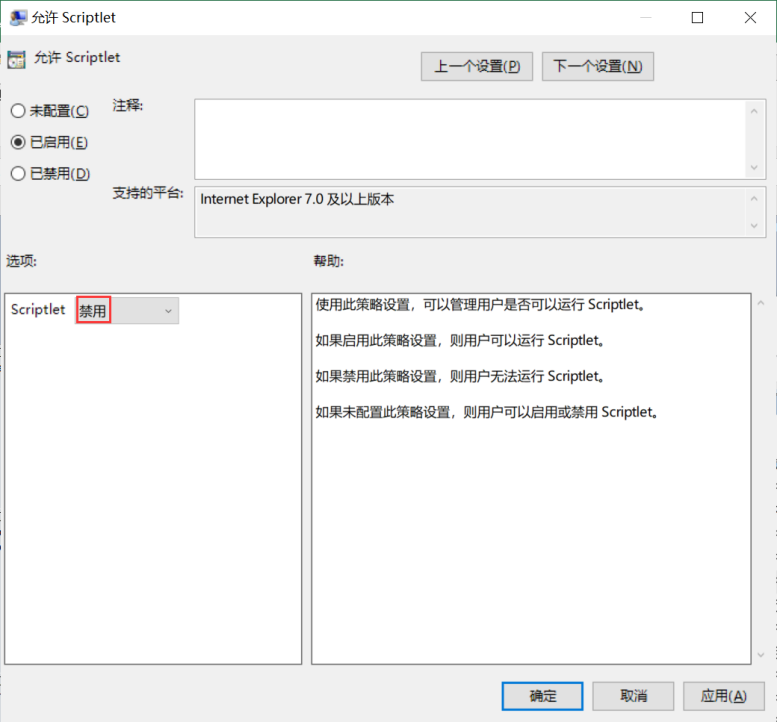 允许 Scriptlet
允许 Scriptlet
上一个设置(P)
下一个设置(N)
未配置(C)
注释:
已启用(E)
已禁用(D)
支持的平台:
Internet Explorer 7.0 及以上版本
选项:
帮助:
Scriptlet 禁用
使用此策略设置，可以管理用户是否可以运行 Scriptlet。
如果启用此策略设置，则用户可以运行 Scriptlet。
如果禁用此策略设置，则用户无法运行 Scriptlet。
如果未配置此策略设置，则用户可以启用或禁用 Scriptlet。
确定
取消
应用(A)